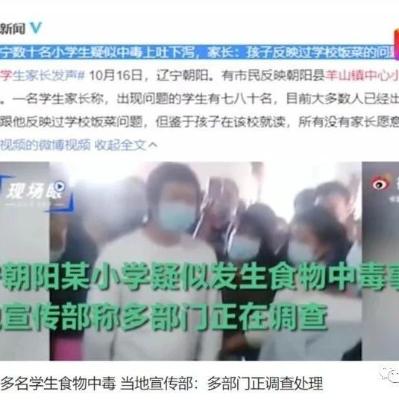 新闻
宁数十名小学生疑似中毒上吐下泻，家长：孩子反映过学校饭菜的问题
学生家长发声# 10月16日，辽宁朝阳。有市民反映朝阳县羊山镇中心小
。一名学生家长称，出现问题的学生有七八十名，目前大多数人已经出
跟他反映过学校饭菜问题，但鉴于孩子在该校就读，所有没有家长愿意
视频的微博视频 收起全文
现场眼
朝阳某小学疑似发生食物中毒事
宣传部称多部门正在调查
多名学生食物中毒 当地宣传部：多部门正调查处理